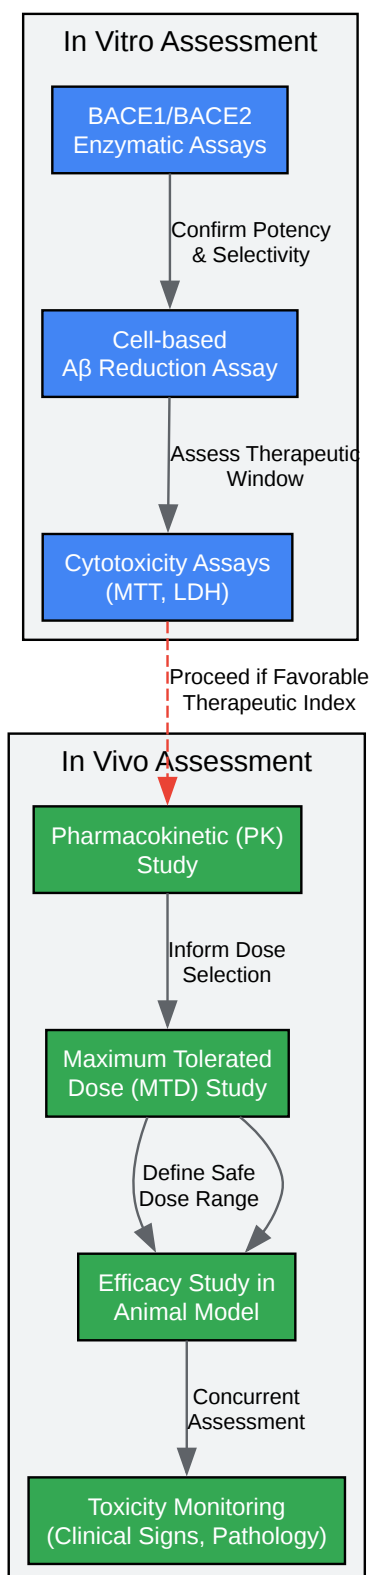 In Vitro Assessment
BACE1/BACE2
Enzymatic Assays
Confirm Potency
& Selectivity
Cell-based
Aβ Reduction Assay
Assess Therapeutic
Window
Cytotoxicity Assays
(MTT, LDH)
Proceed if Favorable
Therapeutic Index
In Vivo Assessment
Pharmacokinetic (PK)
Study
Inform Dose
Selection
Maximum Tolerated
Dose (MTD) Study
Define Safe
Dose Range
Efficacy Study in
Animal Model
Concurrent
Assessment
Toxicity Monitoring
(Clinical Signs, Pathology)